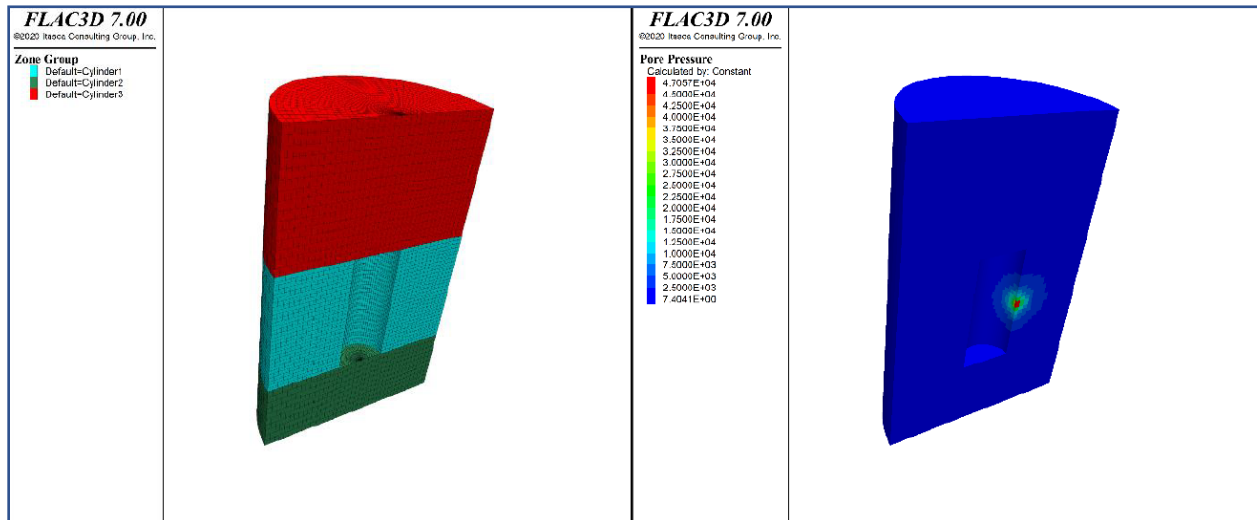 FLAC3D 7.00
©2020 Itasca Consulting Group, Inc.
Zone Group
Default=Cylinder1
Default=Cylinder2
Default=Cylinder3
FLAC3D 7.00
©2020 Itasca Consulting Group, Inc.
Pore Pressure
Calculated by: Constant
4.7057E+04
4.5000E+04
4.2500E+04
4.0000E+04
3.7500E+04
3.5000E+04
3.2500E+04
3.0000E+04
2.7500E+04
2.5000E+04
2.2500E+04
2.0000E+04
1.7500E+04
1.5000E+04
1.2500E+04
1.0000E+04
7.5000E+03
5.0000E+03
2.5000E+03
7.4041E+00